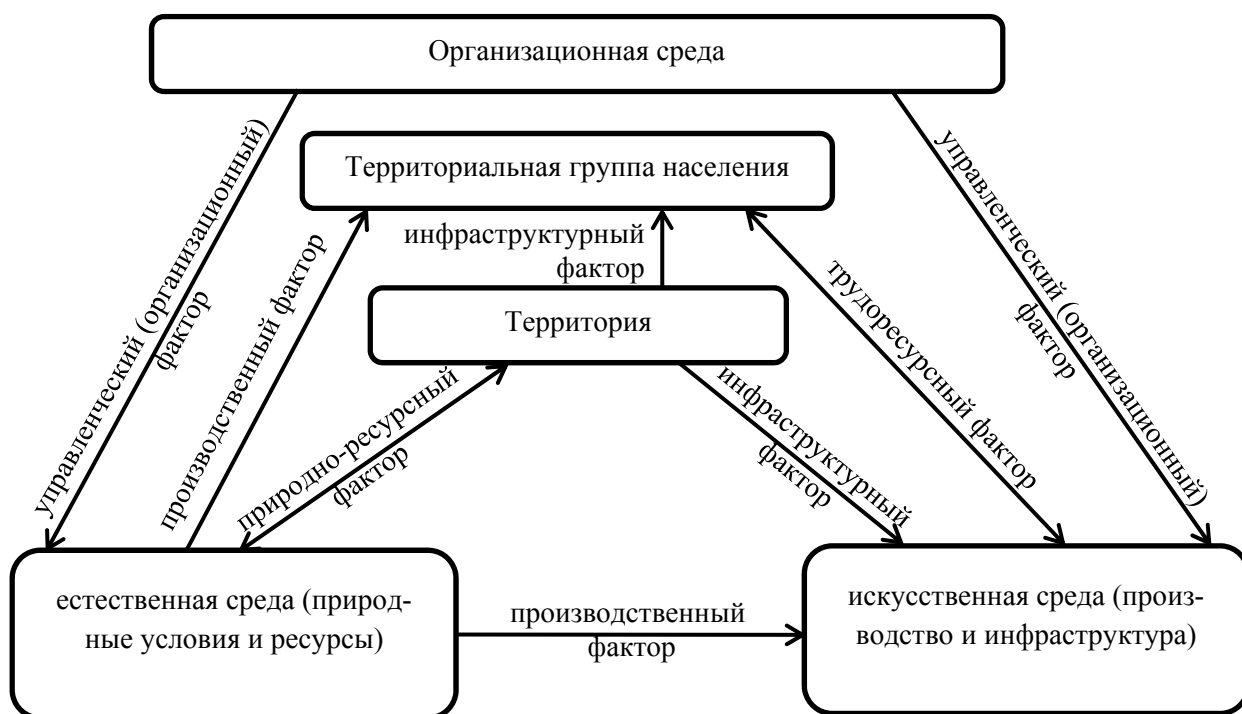 Организационная среда
Территориальная группа населения
управленческий (организационный)
фактор
производственный фактор
инфраструктурный
фактор
трудоресурсный фактор
управленческий (организационный)
фактор
Территория
природно-ресурсный
фактор
инфраструктурный
фактор
естественная среда (природ-
ные условия и ресурсы)
производственный
фактор
искусственная среда (произ-
водство и инфраструктура)